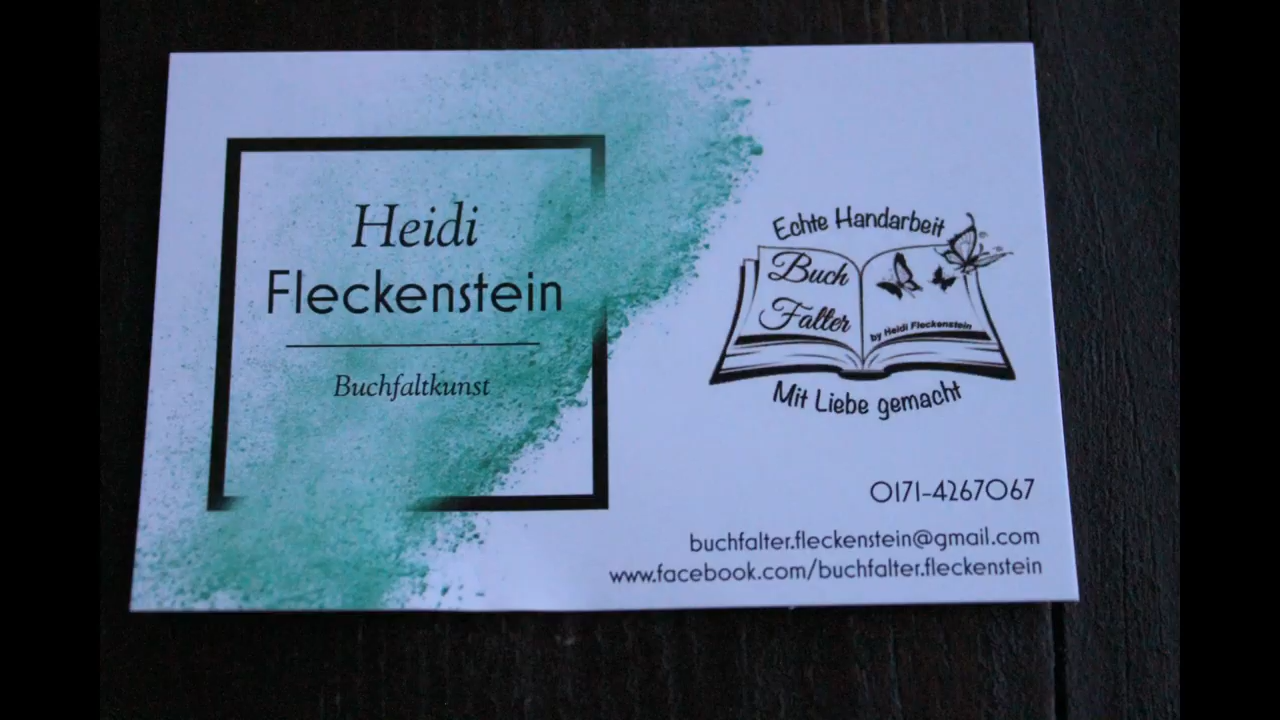 Heidi
Fleckenstein
Buchfaltkunst
Echte Handarbeit
Buch
Falter
by Heidi Fleckenstein
Mit Liebe gemacht
0171-4267067
buchfalter.fleckenstein@gmail.com
www.facebook.com/buchfalter.fleckenstein